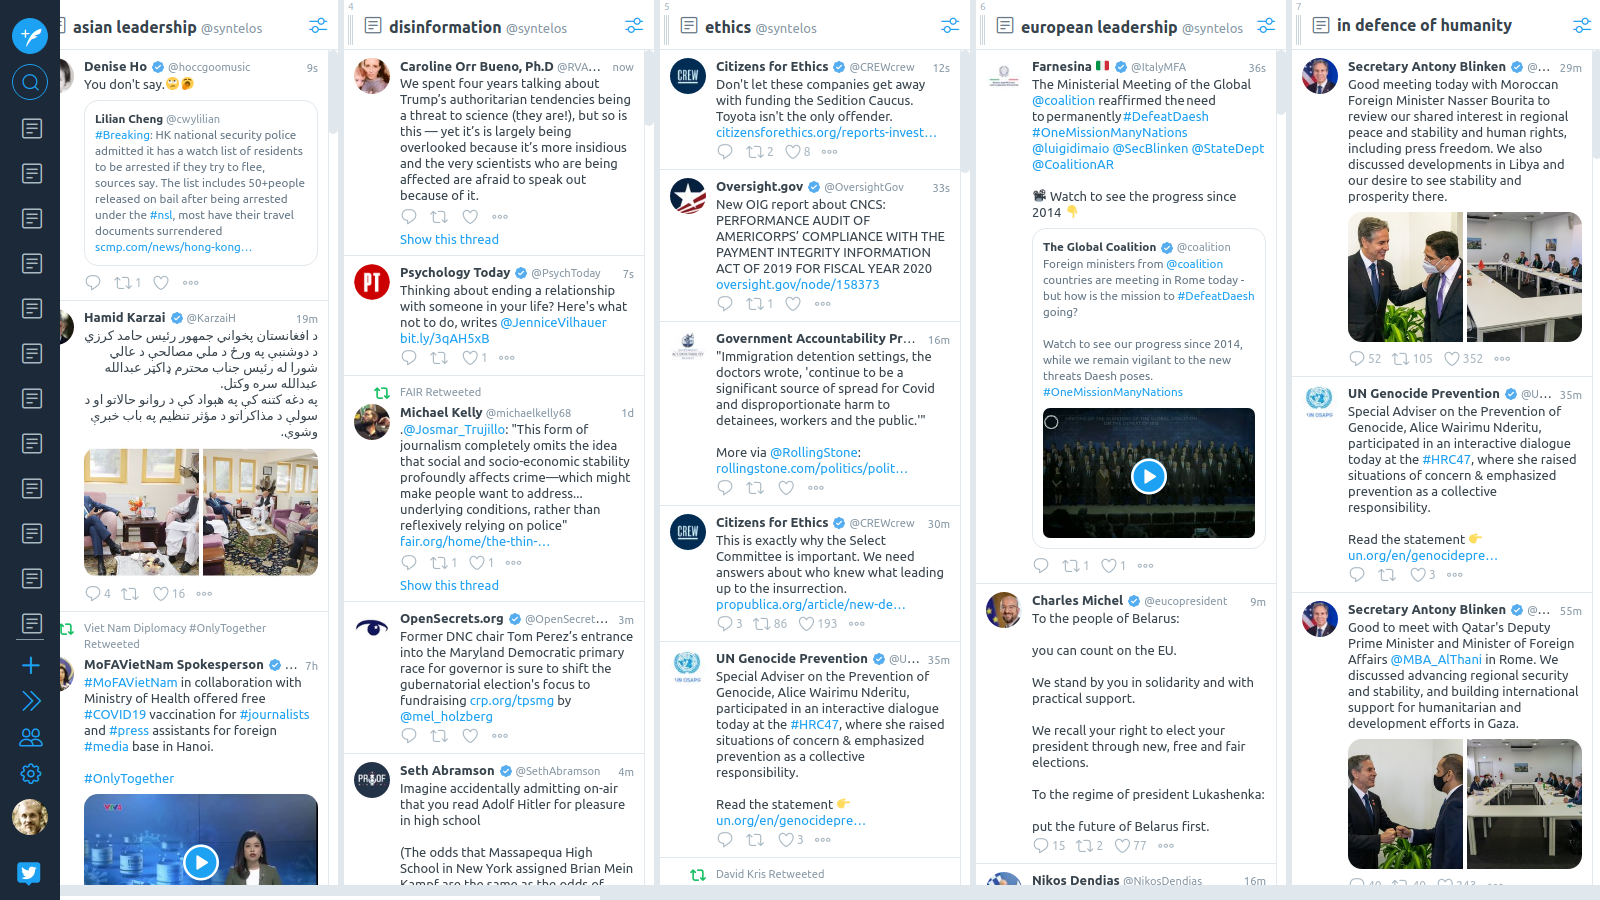 asian leadership @syntelos
Denise Ho @hoccgoomusic 9s
You don't say.🙄🥱
Lilian Cheng @cwylilian
#Breaking: HK national security police
admitted it has a watch list of residents
to be arrested if they try to flee,
sources say. The list includes 50+people
released on bail after being arrested
under the #nsl, most have their travel
documents surrendered
scmp.com/news/hong-kong…
1
Hamid Karzai @KarzaiH 19m
د افغانستان پخواني جمهور رئیس حامد کرزي
د دوشنبې په ورځ د ملي مصالحې د عالي
شورا له رئیس جناب محترم ډاکټر عبدالله
عبدالله سره وکتل.
په دغه کتنه کې په هېواد کې د روانو حالاتو او د
سولې د مذاکراتو د مؤثر تنظیم په باب خبرې
وشوې.
4 16
Viet Nam Diplomacy #OnlyTogether
Retweeted
MoFAVietNam Spokesperson … 7h
#MoFAVietNam in collaboration with
Ministry of Health offered free
#COVID19 vaccination for #journalists
and #press assistants for foreign
#media base in Hanoi.
#OnlyTogether
4
disinformation @syntelos
Caroline Orr Bueno, Ph.D @RVA… now
We spent four years talking about
Trump's authoritarian tendencies being
a threat to science (they are!), but so is
this — yet it's is largely being
overlooked because it's more insidious
and the very scientists who are being
affected are afraid to speak out
because of it.
Show this thread
PT
Psychology Today @PsychToday 7s
Thinking about ending a relationship
with someone in your life? Here's what
not to do, writes @JenniceVilhauer
bit.ly/3qAH5xB
1
FAIR Retweeted
Michael Kelly @michaelkelly68 1d
.@Josmar_Trujillo: "This form of
journalism completely omits the idea
that social and socio-economic stability
profoundly affects crime—which might
make people want to address...
underlying conditions, rather than
reflexively relying on police"
fair.org/home/the-thin-…
1 1
Show this thread
OpenSecrets.org @OpenSecret… 3m
Former DNC chair Tom Perez's entrance
into the Maryland Democratic primary
race for governor is sure to shift the
gubernatorial election's focus to
fundraising crp.org/tpsmg by
@mel_holzberg
PROOF
Seth Abramson @SethAbramson 4m
Imagine accidentally admitting on-air
that you read Adolf Hitler for pleasure
in high school
(The odds that Massapequa High
School in New York assigned Brian Mein
Kampf are the same as the odds of
5
ethics @syntelos
CREW
Citizens for Ethics @CREWcrew 12s
Don't let these companies get away
with funding the Sedition Caucus.
Toyota isn't the only offender.
citizensforethics.org/reports-invest…
2 8
Oversight.gov @OversightGov 33s
New OIG report about CNCS:
PERFORMANCE AUDIT OF
AMERICORPS' COMPLIANCE WITH THE
PAYMENT INTEGRITY INFORMATION
ACT OF 2019 FOR FISCAL YEAR 2020
oversight.gov/node/158373
1
Government Accountability Pr… 16m
"Immigration detention settings, the
doctors wrote, 'continue to be a
significant source of spread for Covid
and disproportionate harm to
detainees, workers and the public.'"
More via @RollingStone:
rollingstone.com/politics/polit…
CREW
Citizens for Ethics @CREWcrew 30m
This is exactly why the Select
Committee is important. We need
answers about who knew what leading
up to the insurrection.
propublica.org/article/new-de…
3 86 193
UN Genocide Prevention @U… 35m
Special Adviser on the Prevention of
Genocide, Alice Wairimu Nderitu,
participated in an interactive dialogue
today at the #HRC47, where she raised
situations of concern & emphasized
prevention as a collective
responsibility.
Read the statement 👉
un.org/en/genocidepre…
3
David Kris Retweeted
6
european leadership @syntelos
Farnesina 🇮🇹 @ItalyMFA 36s
The Ministerial Meeting of the Global
@coalition reaffirmed the need
to permanently #DefeatDaesh
#OneMissionManyNations
@luigidimaio @SecBlinken @StateDept
@CoalitionAR
📽 Watch to see the progress since
2014 👇
The Global Coalition @coalition
Foreign ministers from @coalition
countries are meeting in Rome today -
but how is the mission to #DefeatDaesh
going?
Watch to see our progress since 2014,
while we remain vigilant to the new
threats Daesh poses.
#OneMissionManyNations
1 1
Charles Michel @eucopresident 9m
To the people of Belarus:
you can count on the EU.
We stand by you in solidarity and with
practical support.
We recall your right to elect your
president through new, free and fair
elections.
To the regime of president Lukashenka:
put the future of Belarus first.
15 2 77
Nikos Dendias @NikosDendias 16m
7
in defence of humanity
Secretary Antony Blinken @… 29m
Good meeting today with Moroccan
Foreign Minister Nasser Bourita to
review our shared interest in regional
peace and stability and human rights,
including press freedom. We also
discussed developments in Libya and
our desire to see stability and
prosperity there.
52 105 352
UN Genocide Prevention @U… 35m
Special Adviser on the Prevention of
Genocide, Alice Wairimu Nderitu,
participated in an interactive dialogue
today at the #HRC47, where she raised
situations of concern & emphasized
prevention as a collective
responsibility.
Read the statement 👉
un.org/en/genocidepre…
3
Secretary Antony Blinken @… 55m
Good to meet with Qatar's Deputy
Prime Minister and Minister of Foreign
Affairs @MBA_AlThani in Rome. We
discussed advancing regional security
and stability, and building international
support for humanitarian and
development efforts in Gaza.